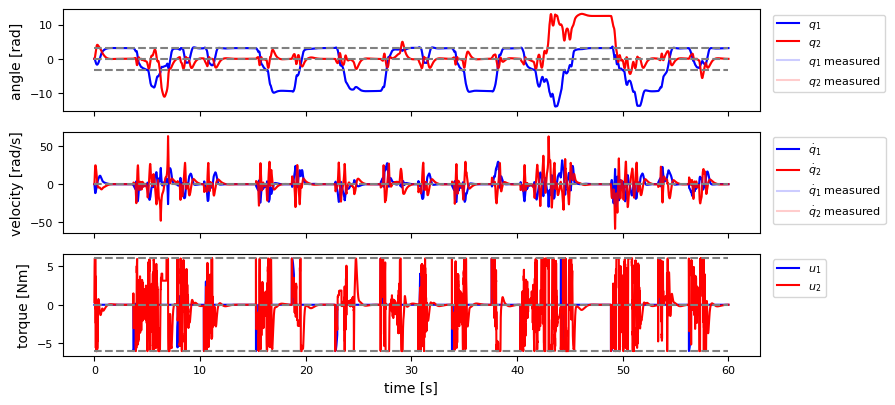 angle [rad]
10
0
−10
q₁
q₂
q₁ measured
q₂ measured
velocity [rad/s]
50
0
−50
q̇₁
q̇₂
q̇₁ measured
q̇₂ measured
torque [Nm]
5
0
−5
u₁
u₂
0 10 20 30 40 50 60
time [s]